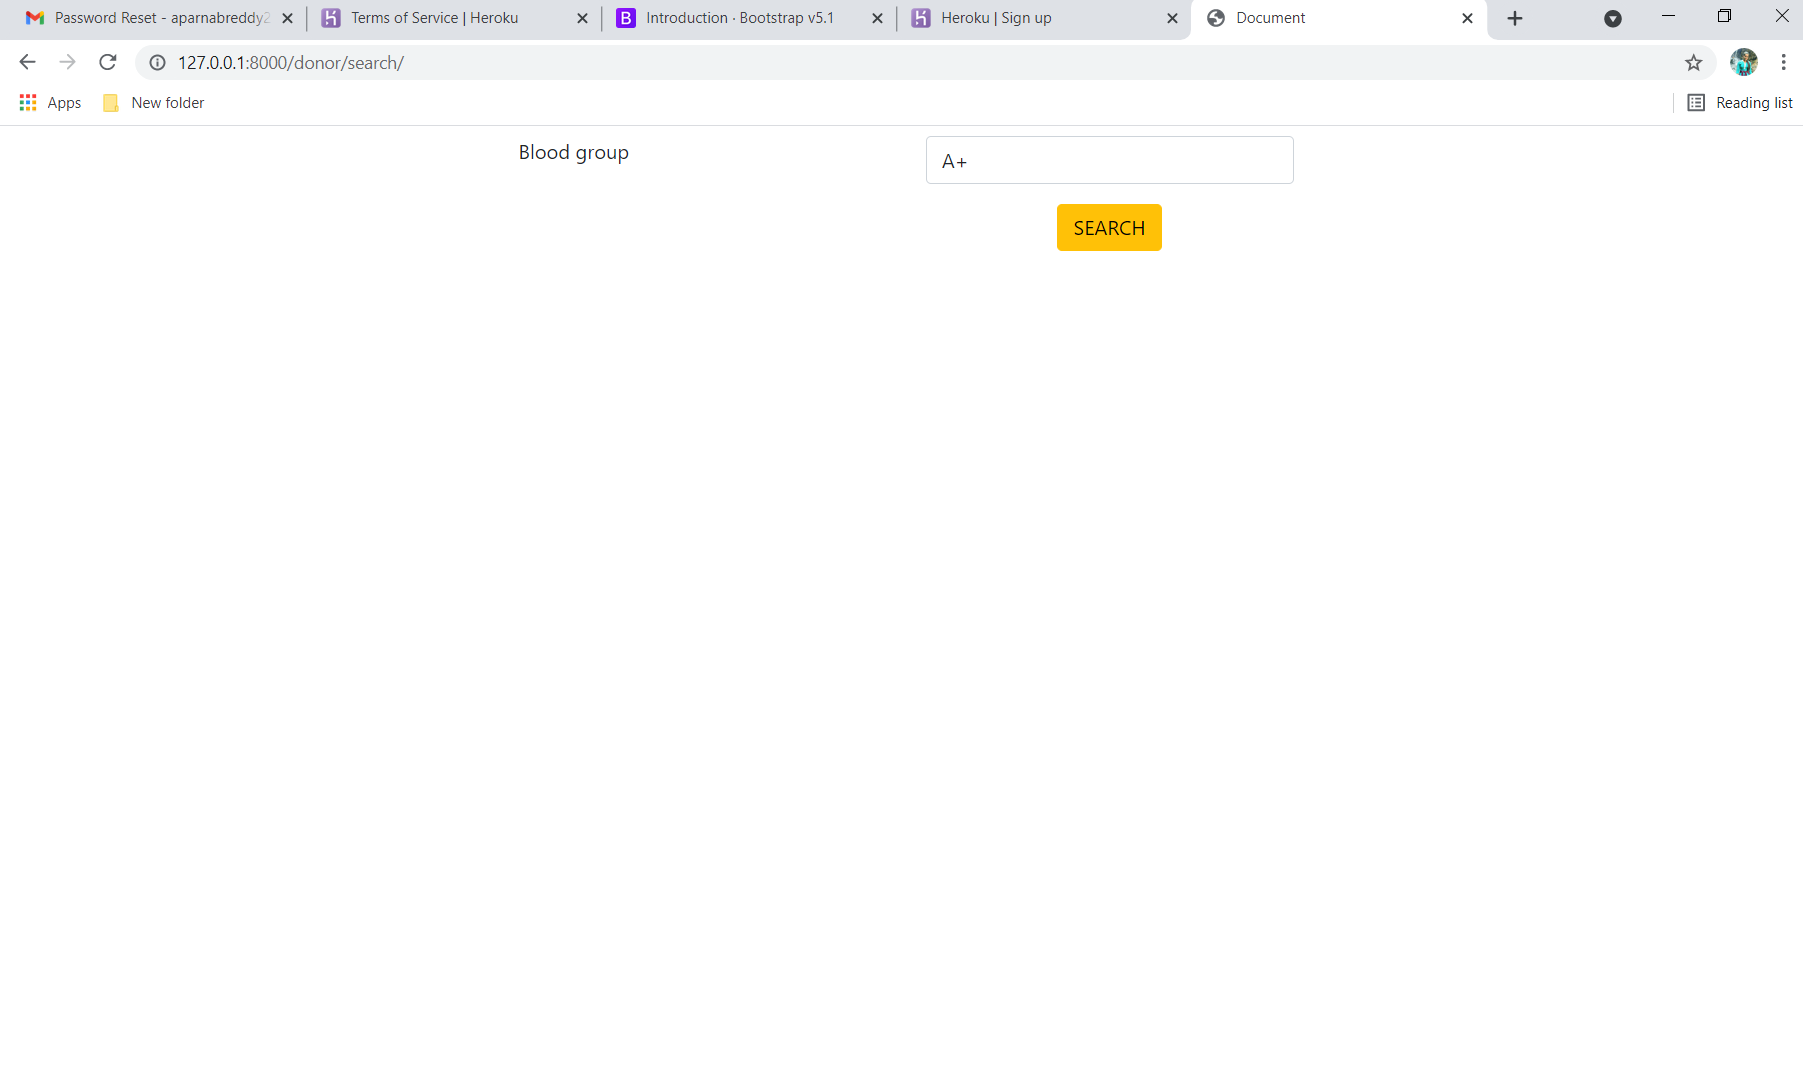 Password Reset - aparnabreddy2
Terms of Service | Heroku
B Introduction · Bootstrap v5.1
Heroku | Sign up
Document
127.0.0.1:8000/donor/search/
Apps
New folder
Reading list
Blood group
A+
SEARCH